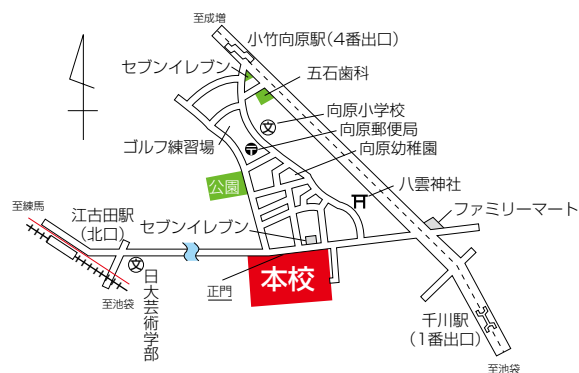 至成増
小竹向原駅(4番出口)
セブンイレブン
五石歯科
向原小学校
文
向原郵便局
ゴルフ練習場
向原幼稚園
公園
八雲神社
至練馬
江古田駅
(北口)
セブンイレブン
ファミリーマート
文
正門
本校
日大芸術学部
至池袋
千川駅
(1番出口)
至池袋